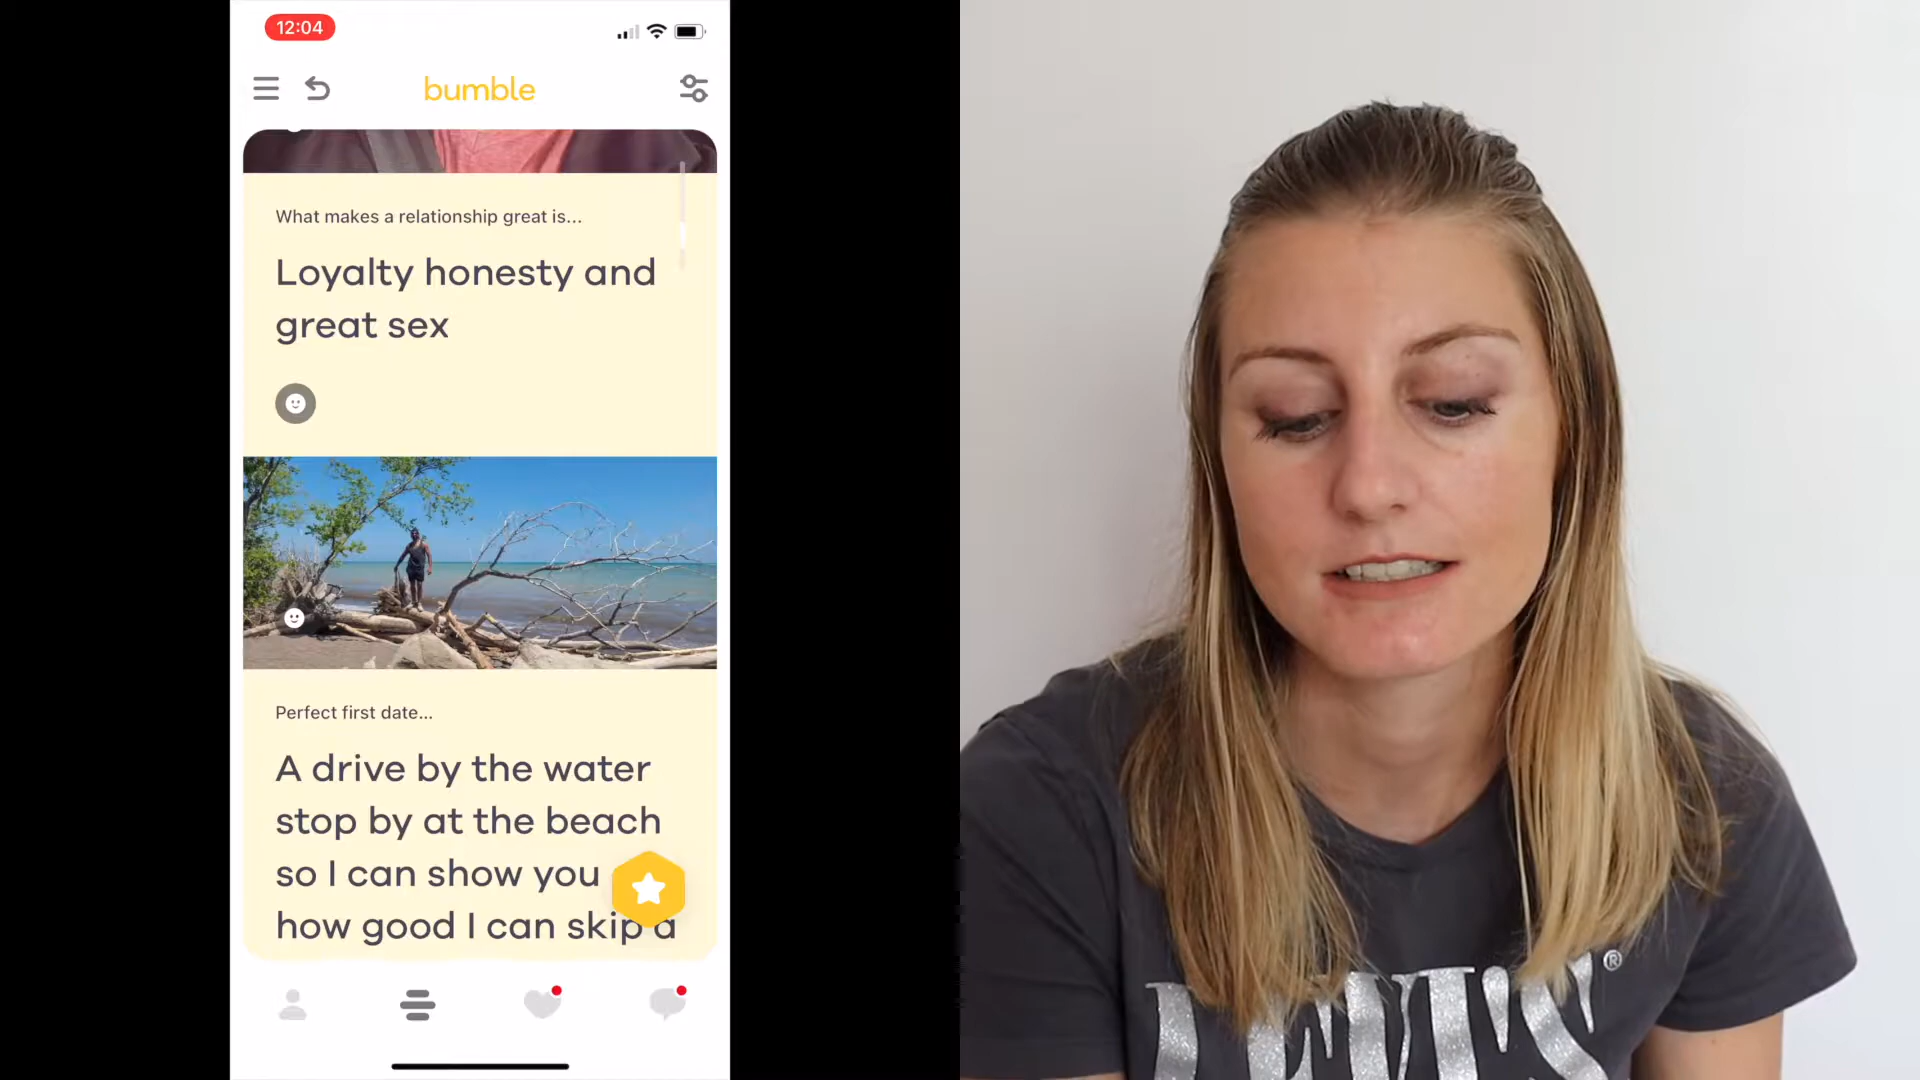 12:04
bumble
What makes a relationship great is...
Loyalty honesty and
great sex
Perfect first date...
A drive by the water
stop by at the beach
so I can show you
how good I can skip a
LEVI'S ®